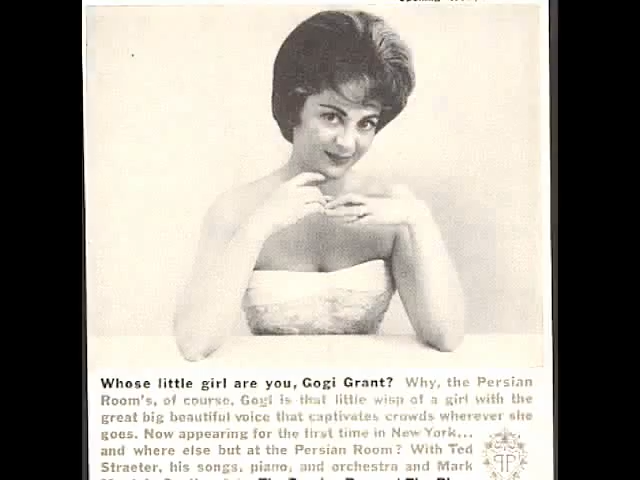 Whose little girl are you, Gogi Grant? Why, the Persian
Room's, of course. Gogi is that little wisp of a girl with the
great big beautiful voice that captivates crowds wherever she
goes. Now appearing for the first time in New York...
and where else but at the Persian Room? With Ted
Straeter, his songs, piano, and orchestra and Mark